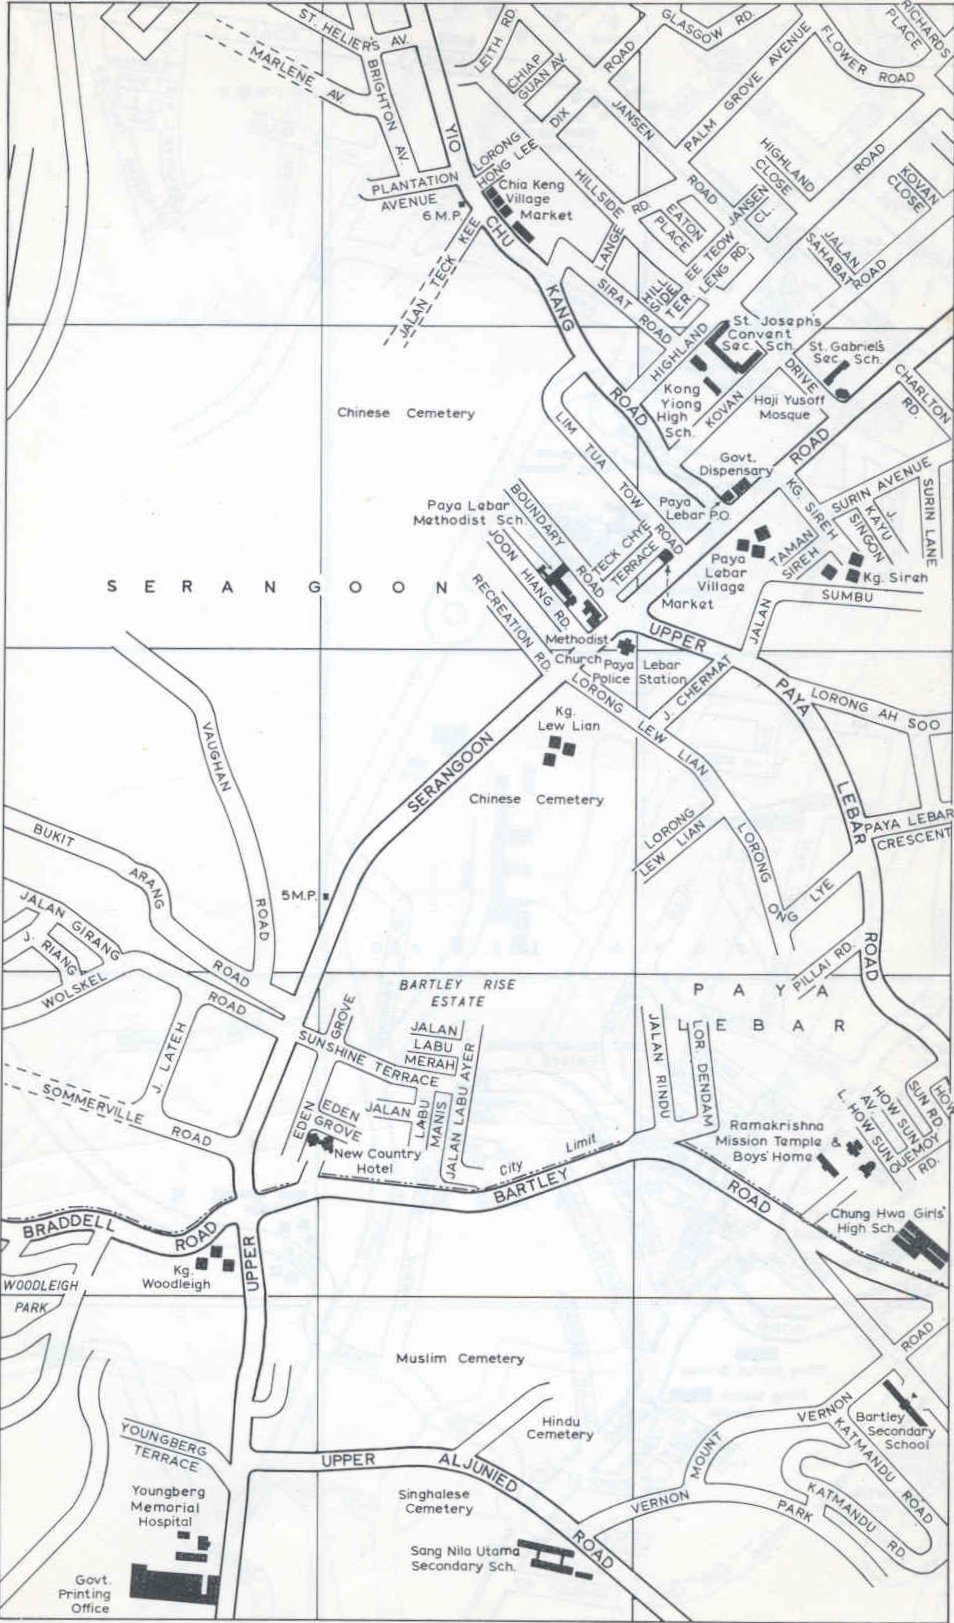 ST. HELIER'S AV.
MARLENE AV.
BRIGHTON AV.
LEITH RD
CHIAP
GUAN AV.
DIX
ROAD
GLASGOW RD.
PALM GROVE AVENUE
FLOWER ROAD
RICHARDS
PLACE
JANSEN
ROAD
YIO
CHU
KANG
ROAD
LORONG
HONG LEE
PLANTATION
AVENUE
6 M.P.
Chia Keng
Village
Market
JALAN TECK KEE
HILLSIDE RD.
LANGE
EATON
PLACE
JANSEN
CL.
HIGHLAND
CLOSE
ROAD
KOVAN
CLOSE
EE TEOW LENG RD.
HILL
SIDE
TER
JALAN
SAHABAT
ROAD
SIRAT ROAD
HIGHLAND
St. Joseph's
Convent
Sec. Sch.
St. Gabriel's
Sec. Sch.
Kong
Yiong
High
Sch.
KOVAN
DRIVE
Haji Yusoff
Mosque
CHARLTON
RD.
ROAD
Chinese Cemetery
LIM TUA TOW ROAD
Govt.
Dispensary
KG. SIREH
SURIN AVENUE
SURIN LANE
J. KAYU
SINGON
Paya Lebar
Methodist Sch.
BOUNDARY
ROAD
TECK CHYE
TERRACE
Paya
Lebar P.O.
Paya
Lebar
Village
TAMAN
SIREH
Kg. Sireh
JOON HIANG RD.
RECREATION RD.
SERANGOON
Market
JALAN
SUMBU
Methodist
Church
Paya Lebar
Police Station
UPPER
PAYA
LEBAR
ROAD
J. CHERMAT
LORONG AH SOO
LORONG LEW LIAN
Kg.
Lew Lian
VAUGHAN
ROAD
SERANGOON
Chinese Cemetery
LORONG
LEW LIAN
PAYA LEBAR
CRESCENT
LORONG
ONG LYE
BUKIT
ARANG
ROAD
5 M.P.
JALAN GIRANG
J. RIANG
WOLSKEL
ROAD
PILLAI RD.
BARTLEY RISE
ESTATE
PAYA
LEBAR
J. LATEH
SUNSHINE TERRACE
GROVE
EDEN
JALAN
LABU
MERAH
JALAN LABU AYER
JALAN RINDU
LOR. DENDAM
SOMMERVILLE
ROAD
EDEN
GROVE
JALAN
LABU
MANIS
New Country
Hotel
City Limit
Ramakrishna
Mission Temple &
Boys' Home
HOW SUN
AV.
L. HOW SUN
SUN RD.
HOW
QUEMOY
RD.
BARTLEY
ROAD
Chung Hwa Girls'
High Sch.
BRADDELL
ROAD
UPPER
Kg.
Woodleigh
WOODLEIGH
PARK
ROAD
Muslim Cemetery
Hindu
Cemetery
VERNON
Bartley
Secondary
School
YOUNGBERG
TERRACE
UPPER ALJUNIED
ROAD
MOUNT
VERNON
PARK
KATMANDU ROAD
KATMANDU RD.
Youngberg
Memorial
Hospital
Singhalese
Cemetery
Sang Nila Utama
Secondary Sch.
Govt.
Printing
Office